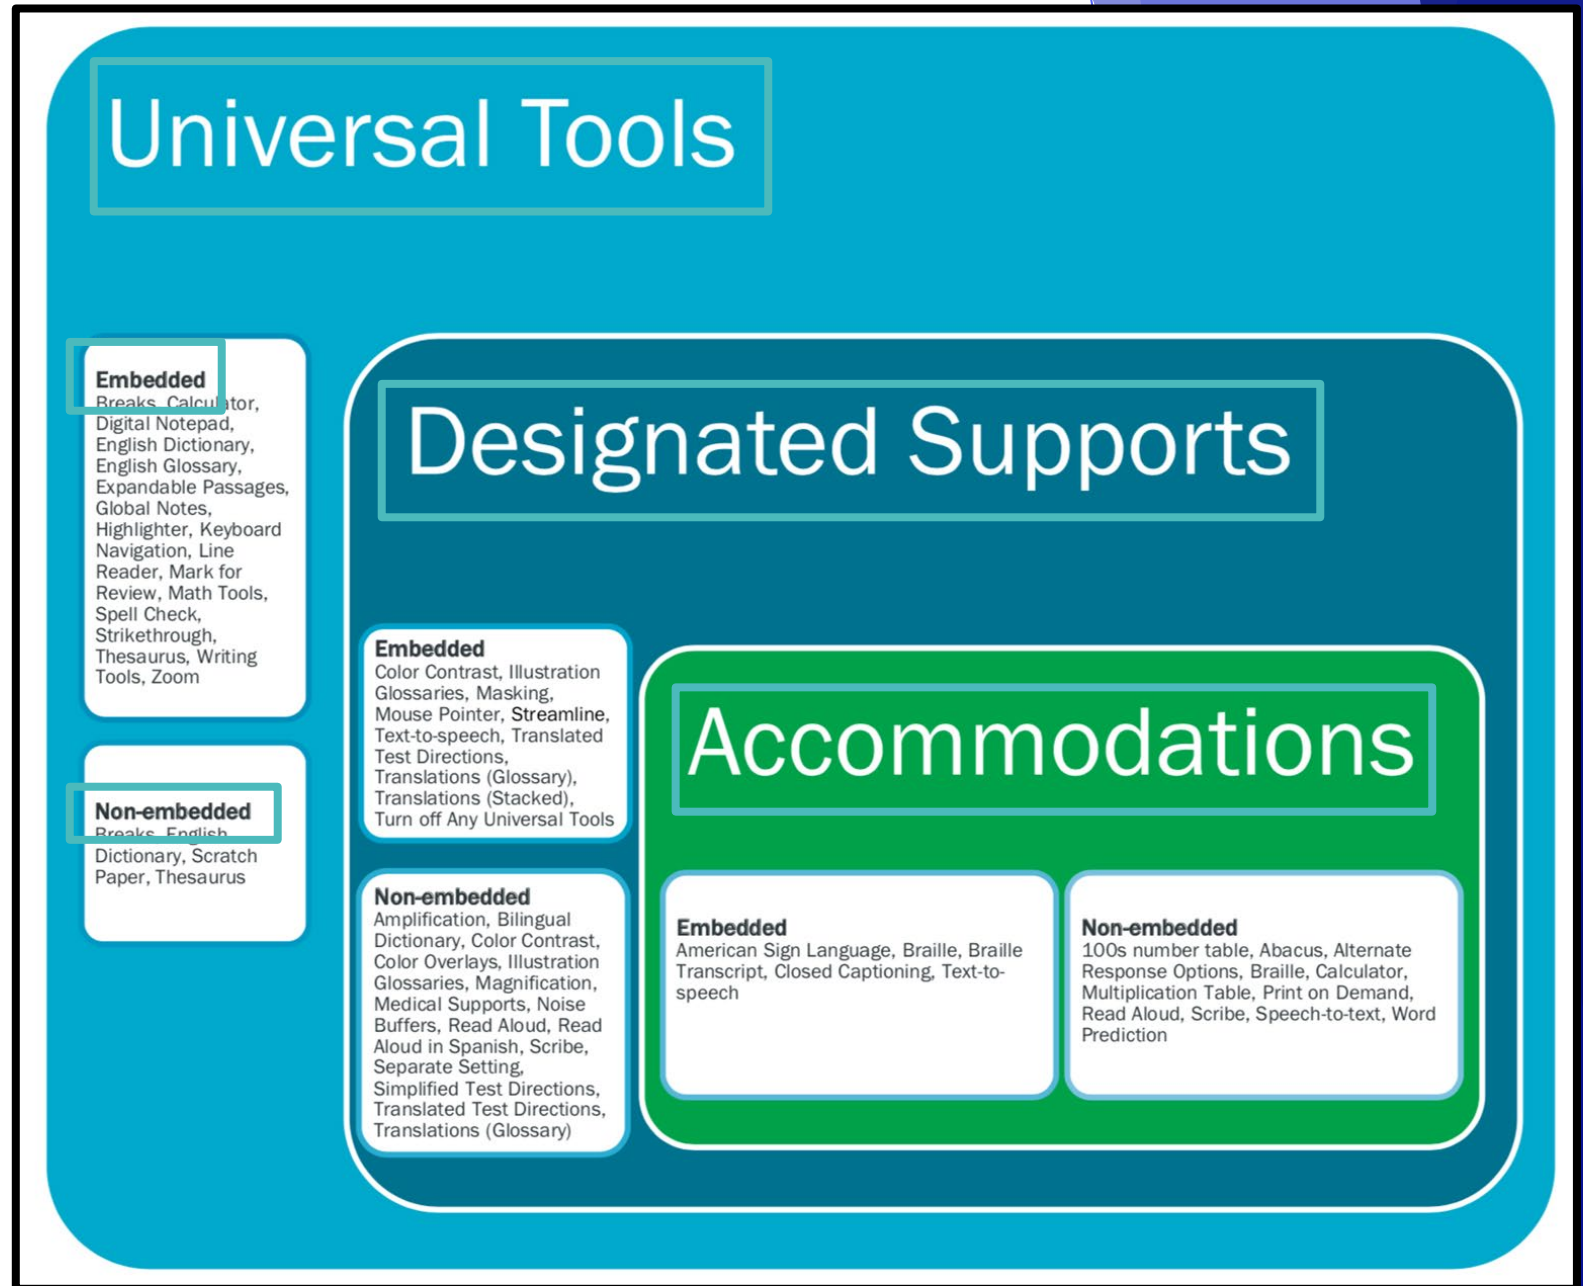 Universal Tools
Embedded
Breaks, Calculator,
Digital Notepad,
English Dictionary,
English Glossary,
Expandable Passages,
Global Notes,
Highlighter, Keyboard
Navigation, Line
Reader, Mark for
Review, Math Tools,
Spell Check,
Strikethrough,
Thesaurus, Writing
Tools, Zoom
Non-embedded
Breaks, English
Dictionary, Scratch
Paper, Thesaurus
Designated Supports
Embedded
Color Contrast, Illustration
Glossaries, Masking,
Mouse Pointer, Streamline,
Text-to-speech, Translated
Test Directions,
Translations (Glossary),
Translations (Stacked),
Turn off Any Universal Tools
Non-embedded
Amplification, Bilingual
Dictionary, Color Contrast,
Color Overlays, Illustration
Glossaries, Magnification,
Medical Supports, Noise
Buffers, Read Aloud, Read
Aloud in Spanish, Scribe,
Separate Setting,
Simplified Test Directions,
Translated Test Directions,
Translations (Glossary)
Accommodations
Embedded
American Sign Language, Braille, Braille
Transcript, Closed Captioning, Text-to-
speech
Non-embedded
100s number table, Abacus, Alternate
Response Options, Braille, Calculator,
Multiplication Table, Print on Demand,
Read Aloud, Scribe, Speech-to-text, Word
Prediction